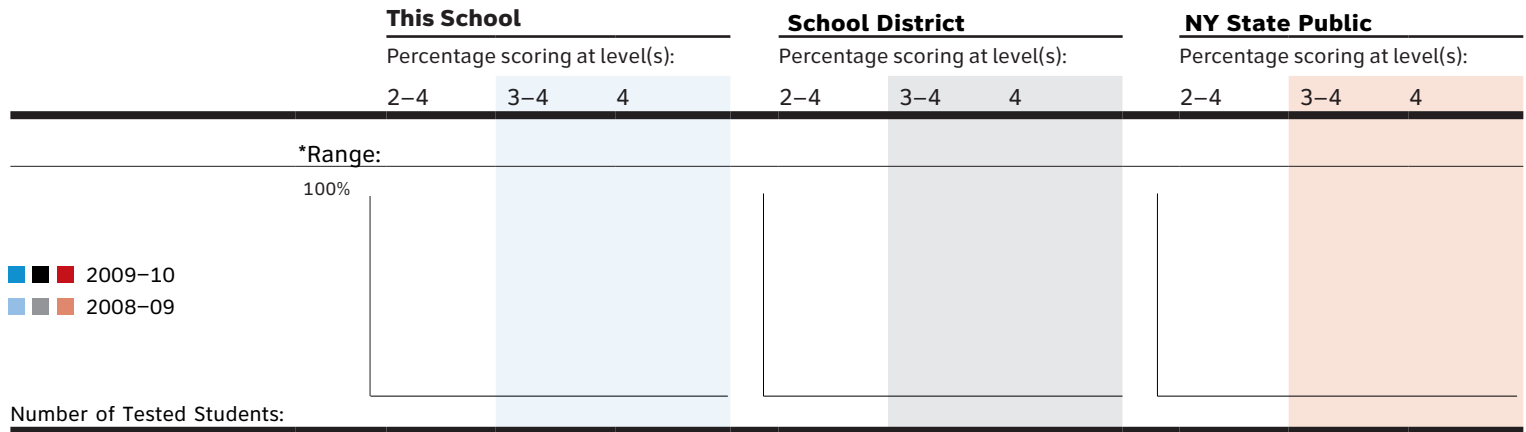 This School School District NY State Public
Percentage scoring at level(s): Percentage scoring at level(s): Percentage scoring at level(s):
2–4 3–4 4 2–4 3–4 4 2–4 3–4 4
*Range:
100%
2009–10
2008–09
Number of Tested Students: